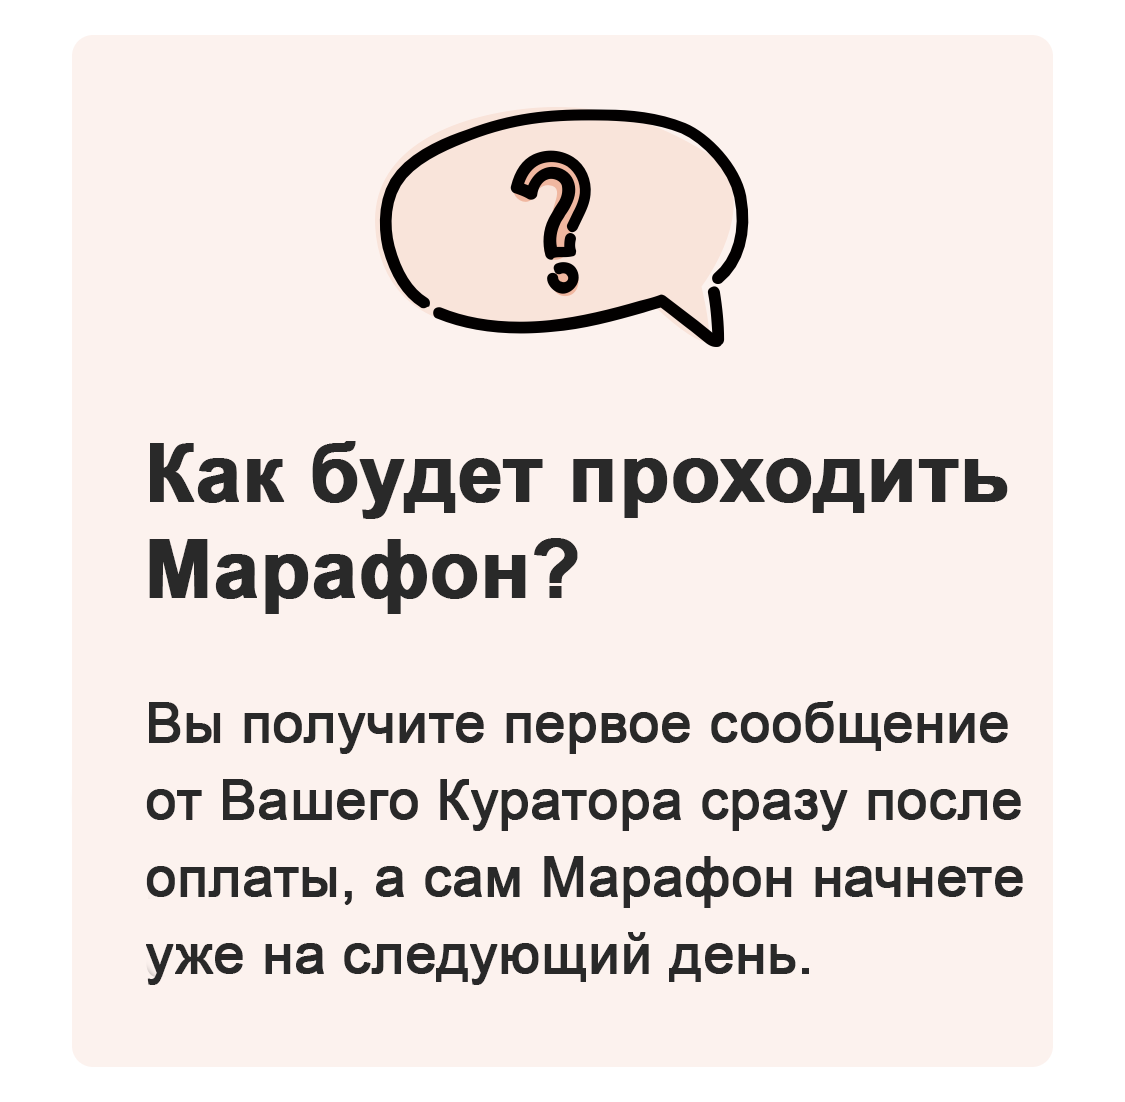 Как будет проходить
Марафон?
Вы получите первое сообщение
от Вашего Куратора сразу после
оплаты, а сам Марафон начнете
уже на следующий день.